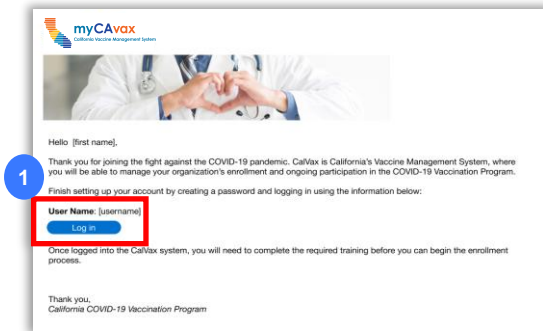 myCAvax
California Vaccine Management System
Hello [first name],
Thank you for joining the fight against the COVID-19 pandemic. CalVax is California's Vaccine Management System, where
you will be able to manage your organization's enrollment and ongoing participation in the COVID-19 Vaccination Program.
1
Finish setting up your account by creating a password and logging in using the information below:
User Name: [username]
Log in
Once logged into the CalVax system, you will need to complete the required training before you can begin the enrollment
process.
Thank you,
California COVID-19 Vaccination Program